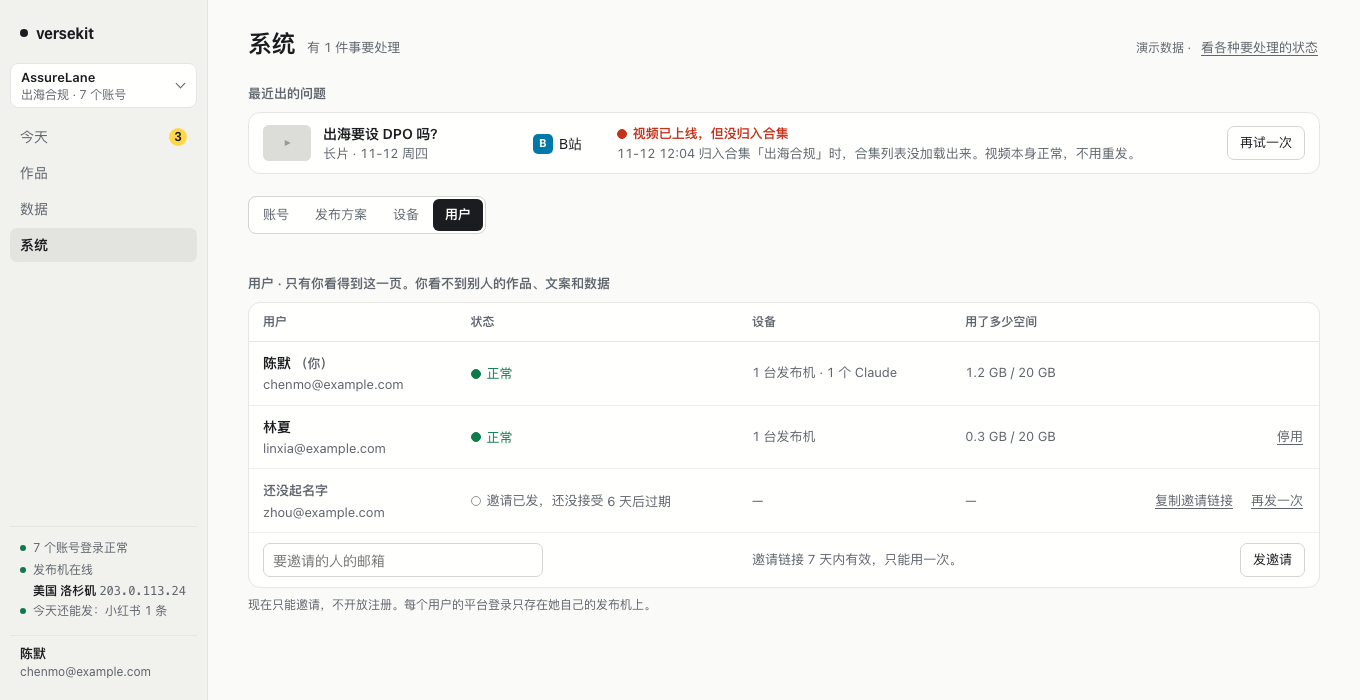 versekit
AssureLane
出海合规 · 7 个账号
今天
3
作品
数据
系统
7 个账号登录正常
发布机在线
美国 洛杉矶 203.0.113.24
今天还能发：小红书 1 条
陈默
chenmo@example.com
系统 有 1 件事要处理
演示数据 · 看各种要处理的状态
最近出的问题
出海要设 DPO 吗?
长片 · 11-12 周四
B B站
视频已上线，但没归入合集
11-12 12:04 归入合集「出海合规」时，合集列表没加载出来。视频本身正常，不用重发。
再试一次
账号 发布方案 设备 用户
用户 · 只有你看得到这一页。你看不到别人的作品、文案和数据
用户 状态 设备 用了多少空间
陈默 （你）
chenmo@example.com
正常
1 台发布机 · 1 个 Claude
1.2 GB / 20 GB
林夏
linxia@example.com
正常
1 台发布机
0.3 GB / 20 GB
停用
还没起名字
zhou@example.com
邀请已发，还没接受 6 天后过期
—
—
复制邀请链接 再发一次
要邀请的人的邮箱
邀请链接 7 天内有效，只能用一次。
发邀请
现在只能邀请，不开放注册。每个用户的平台登录只存在她自己的发布机上。